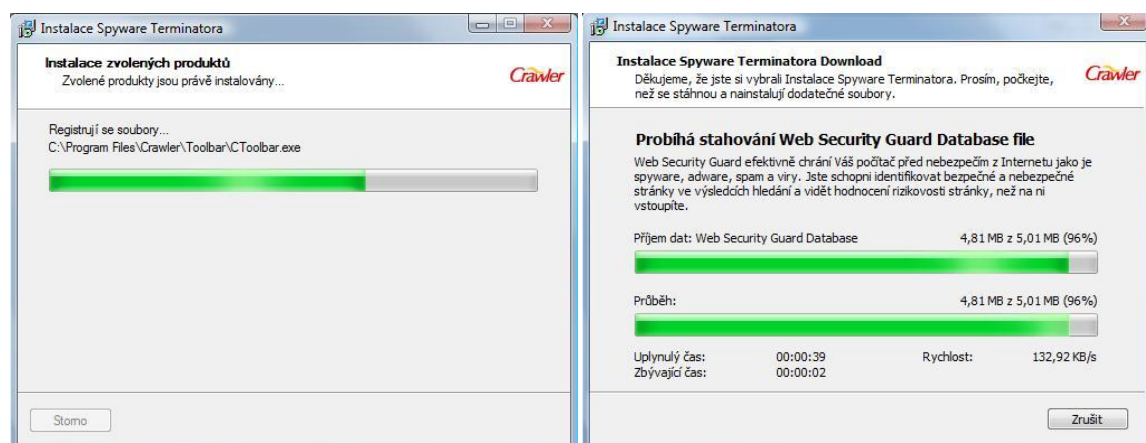 Instalace Spyware Terminatora
Instalace zvolených produktů
Zvolené produkty jsou právě instalovány...
Crawler
Registrují se soubory...
C:\Program Files\Crawler\Toolbar\CToolbar.exe
Storno
Instalace Spyware Terminatora
Instalace Spyware Terminatora Download
Děkujeme, že jste si vybrali Instalace Spyware Terminatora. Prosím, počkejte,
než se stáhnou a nainstalují dodatečné soubory.
Crawler
Probíhá stahování Web Security Guard Database file
Web Security Guard efektivně chrání Váš počítač před nebezpečím z Internetu jako je
spyware, adware, spam a viry. Jste schopni identifikovat bezpečné a nebezpečné
stránky ve výsledcích hledání a vidět hodnocení rizikovosti stránky, než na ni
vstoupíte.
Příjem dat: Web Security Guard Database 4,81 MB z 5,01 MB (96%)
Průběh: 4,81 MB z 5,01 MB (96%)
Uplynulý čas: 00:00:39 Rychlost: 132,92 KB/s
Zbývající čas: 00:00:02
Zrušit